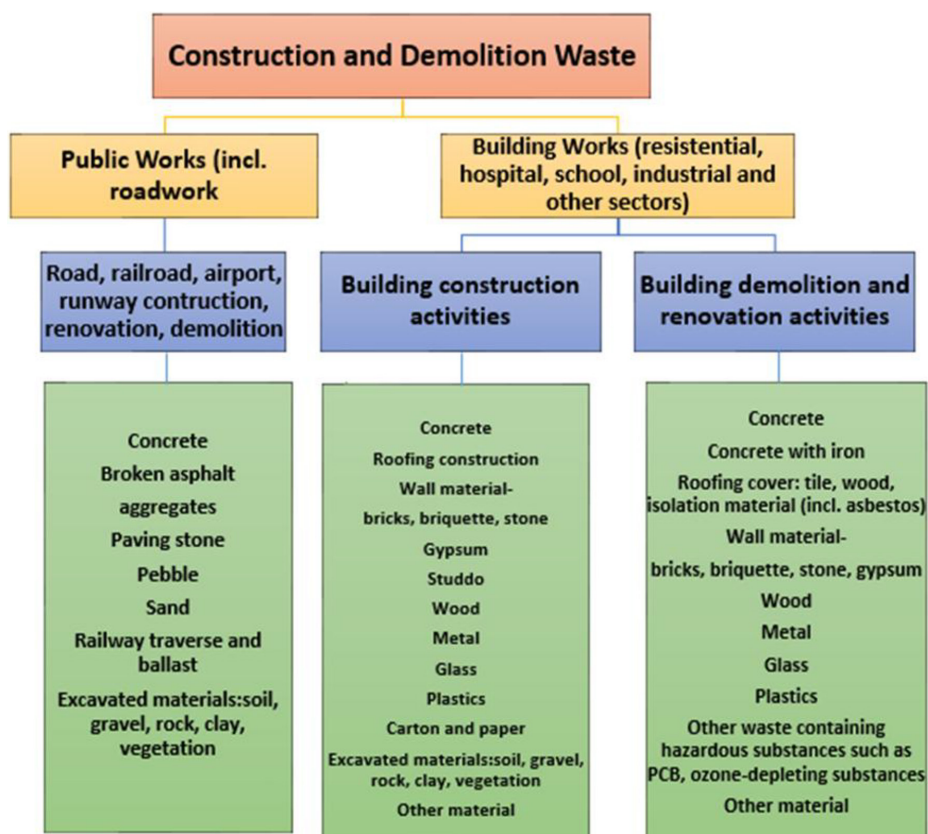 Construction and Demolition Waste
Public Works (incl.
roadwork
Building Works (resistential,
hospital, school, industrial and
other sectors)
Road, railroad, airport,
runway contruction,
renovation, demolition
Building construction
activities
Building demolition and
renovation activities
Concrete
Broken asphalt
aggregates
Paving stone
Pebble
Sand
Railway traverse and
ballast
Excavated materials:soil,
gravel, rock, clay,
vegetation
Concrete
Roofing construction
Wall material-
bricks, briquette, stone
Gypsum
Studdo
Wood
Metal
Glass
Plastics
Carton and paper
Excavated materials:soil, gravel,
rock, clay, vegetation
Other material
Concrete
Concrete with iron
Roofing cover: tile, wood,
isolation material (incl. asbestos)
Wall material-
bricks, briquette, stone, gypsum
Wood
Metal
Glass
Plastics
Other waste containing
hazardous substances such as
PCB, ozone-depleting substances
Other material